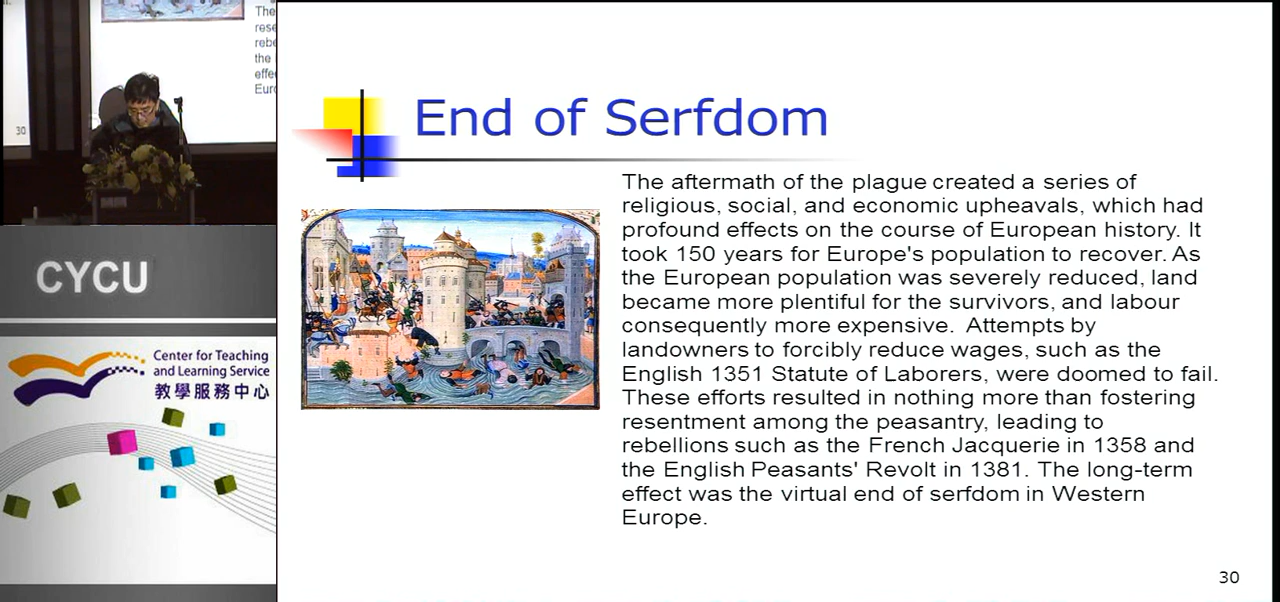 The
rese
rebe
the
effe
Euro
30
CYCU
Center for Teaching
and Learning Service
教學服務中心
End of Serfdom
The aftermath of the plague created a series of
religious, social, and economic upheavals, which had
profound effects on the course of European history. It
took 150 years for Europe's population to recover. As
the European population was severely reduced, land
became more plentiful for the survivors, and labour
consequently more expensive.  Attempts by
landowners to forcibly reduce wages, such as the
English 1351 Statute of Laborers, were doomed to fail.
These efforts resulted in nothing more than fostering
resentment among the peasantry, leading to
rebellions such as the French Jacquerie in 1358 and
the English Peasants' Revolt in 1381. The long-term
effect was the virtual end of serfdom in Western
Europe.
30